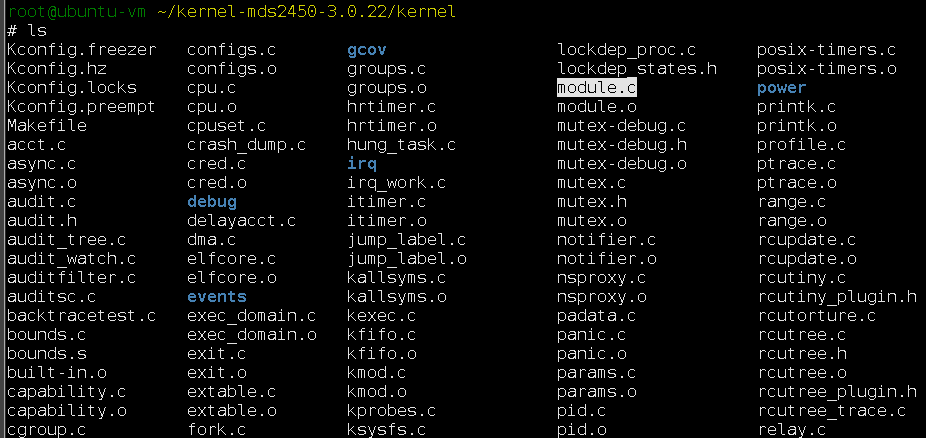 root@ubuntu-vm ~/kernel-mds2450-3.0.22/kernel
# ls
Kconfig.freezer configs.c gcov lockdep_proc.c posix-timers.c
Kconfig.hz configs.o groups.c lockdep_states.h posix-timers.o
Kconfig.locks cpu.c groups.o module.c power
Kconfig.preempt cpu.o hrtimer.c module.o printk.c
Makefile cpuset.c hrtimer.o mutex-debug.c printk.o
acct.c crash_dump.c hung_task.c mutex-debug.h profile.c
async.c cred.c irq mutex-debug.o ptrace.c
async.o cred.o irq_work.c mutex.c ptrace.o
audit.c debug itimer.c mutex.h range.c
audit.h delayacct.c itimer.o mutex.o range.o
audit_tree.c dma.c jump_label.c notifier.c rcupdate.c
audit_watch.c elfcore.c jump_label.o notifier.o rcupdate.o
auditfilter.c elfcore.o kallsyms.c nsproxy.c rcutiny.c
auditsc.c events kallsyms.o nsproxy.o rcutiny_plugin.h
backtracetest.c exec_domain.c kexec.c padata.c rcutorture.c
bounds.c exec_domain.o kfifo.c panic.c rcutree.c
bounds.s exit.c kfifo.o panic.o rcutree.h
built-in.o exit.o kmod.c params.c rcutree.o
capability.c extable.c kmod.o params.o rcutree_plugin.h
capability.o extable.o kprobes.c pid.c rcutree_trace.c
cgroup.c fork.c ksysfs.c pid.o relay.c